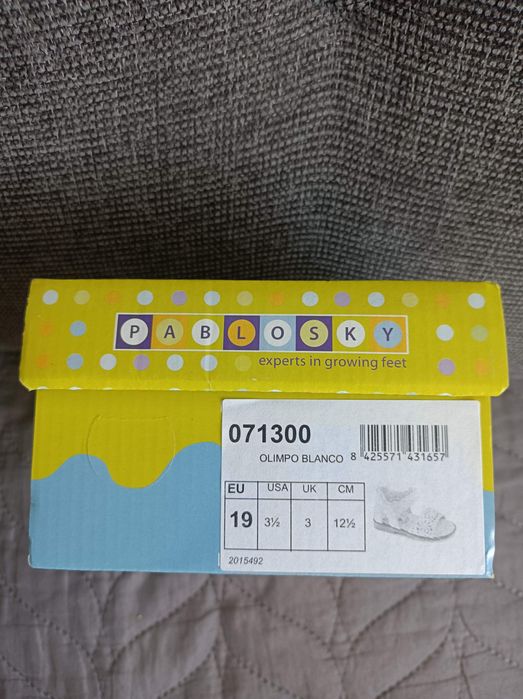 PABLOSKY
experts in growing feet
071300
OLIMPO BLANCO
8 425571 431657
EU USA UK CM
19 3½ 3 12½
2015492